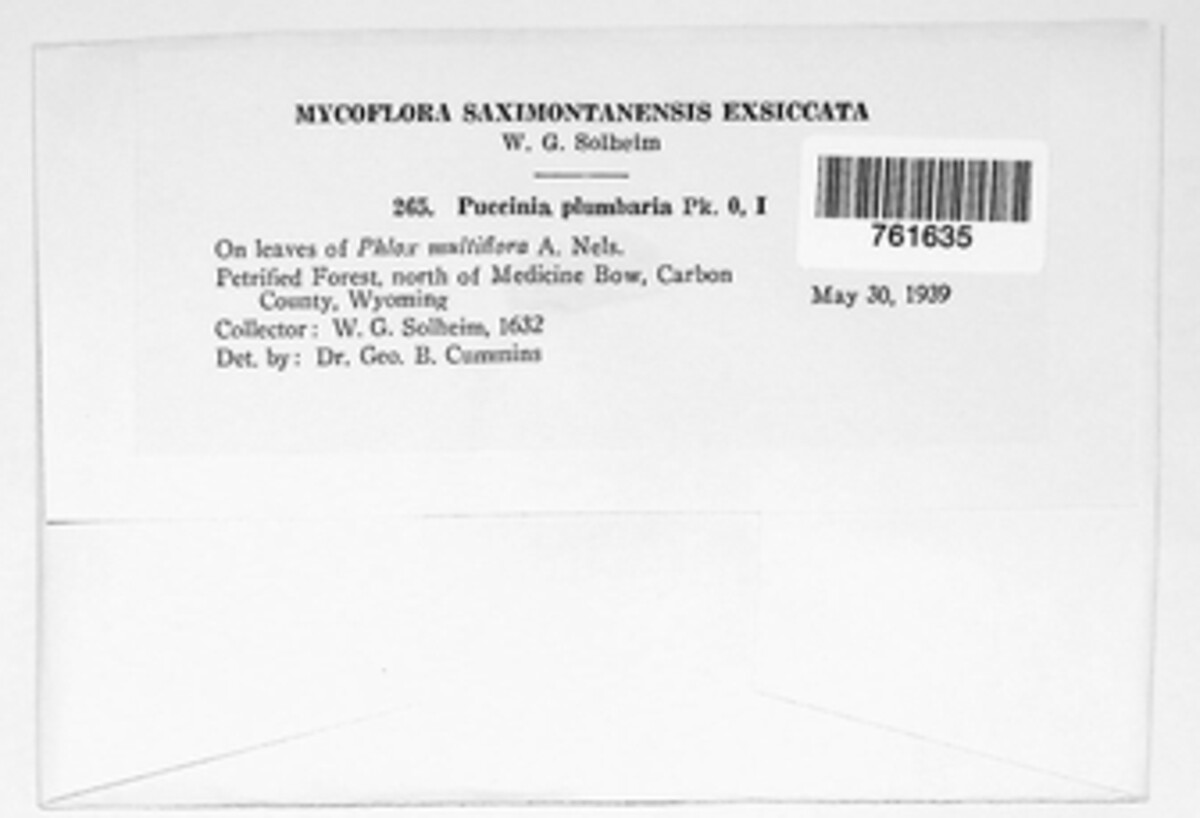 MYCOFLORA SAXIMONTANENSIS EXSICCATA
W. G. Solheim
265. Puccinia plumbaria Pk. 0, I
761635
On leaves of Phlox multiflora A. Nels.
Petrified Forest, north of Medicine Bow, Carbon
County, Wyoming
May 30, 1939
Collector: W. G. Solheim, 1632
Det. by: Dr. Geo. B. Cummins